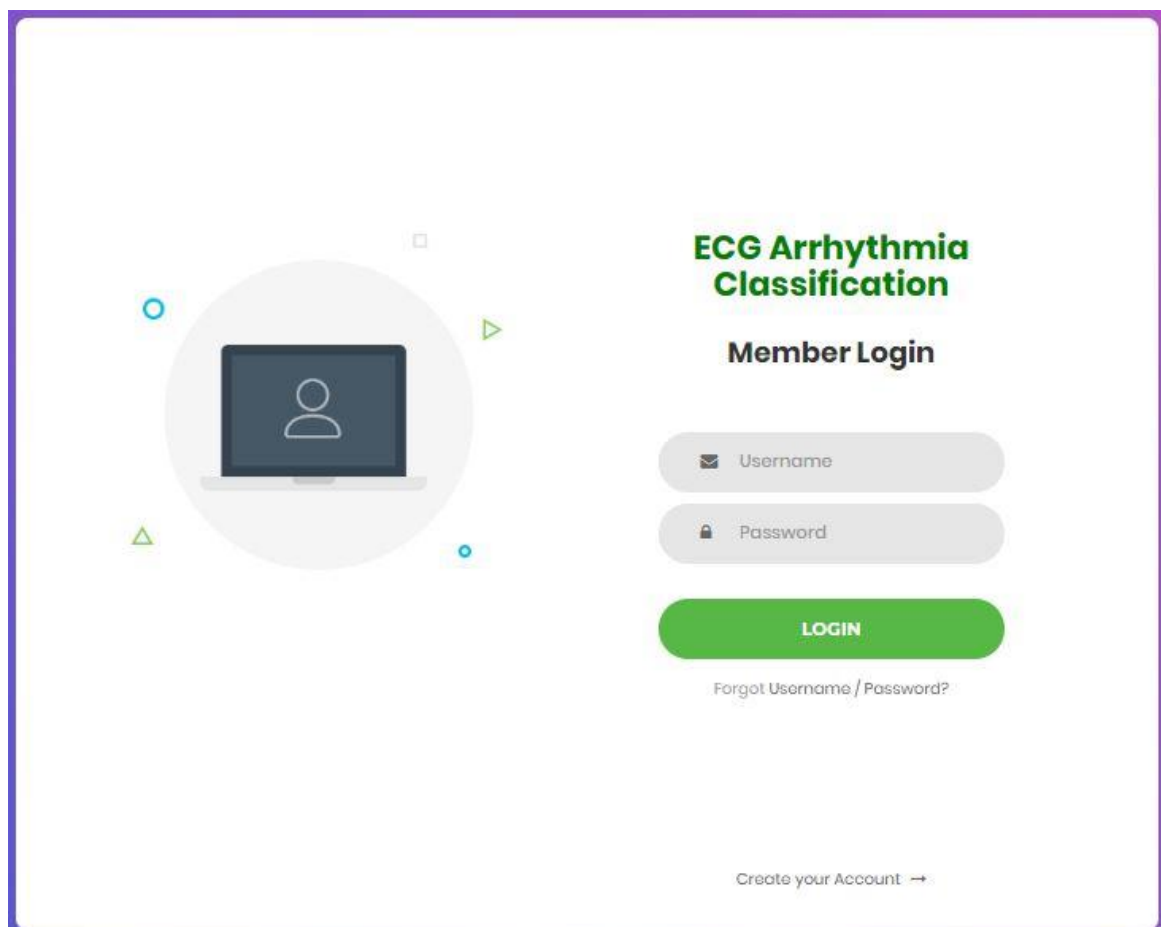 ECG Arrhythmia
Classification
Member Login
Username
Password
LOGIN
Forgot Username / Password?
Create your Account →